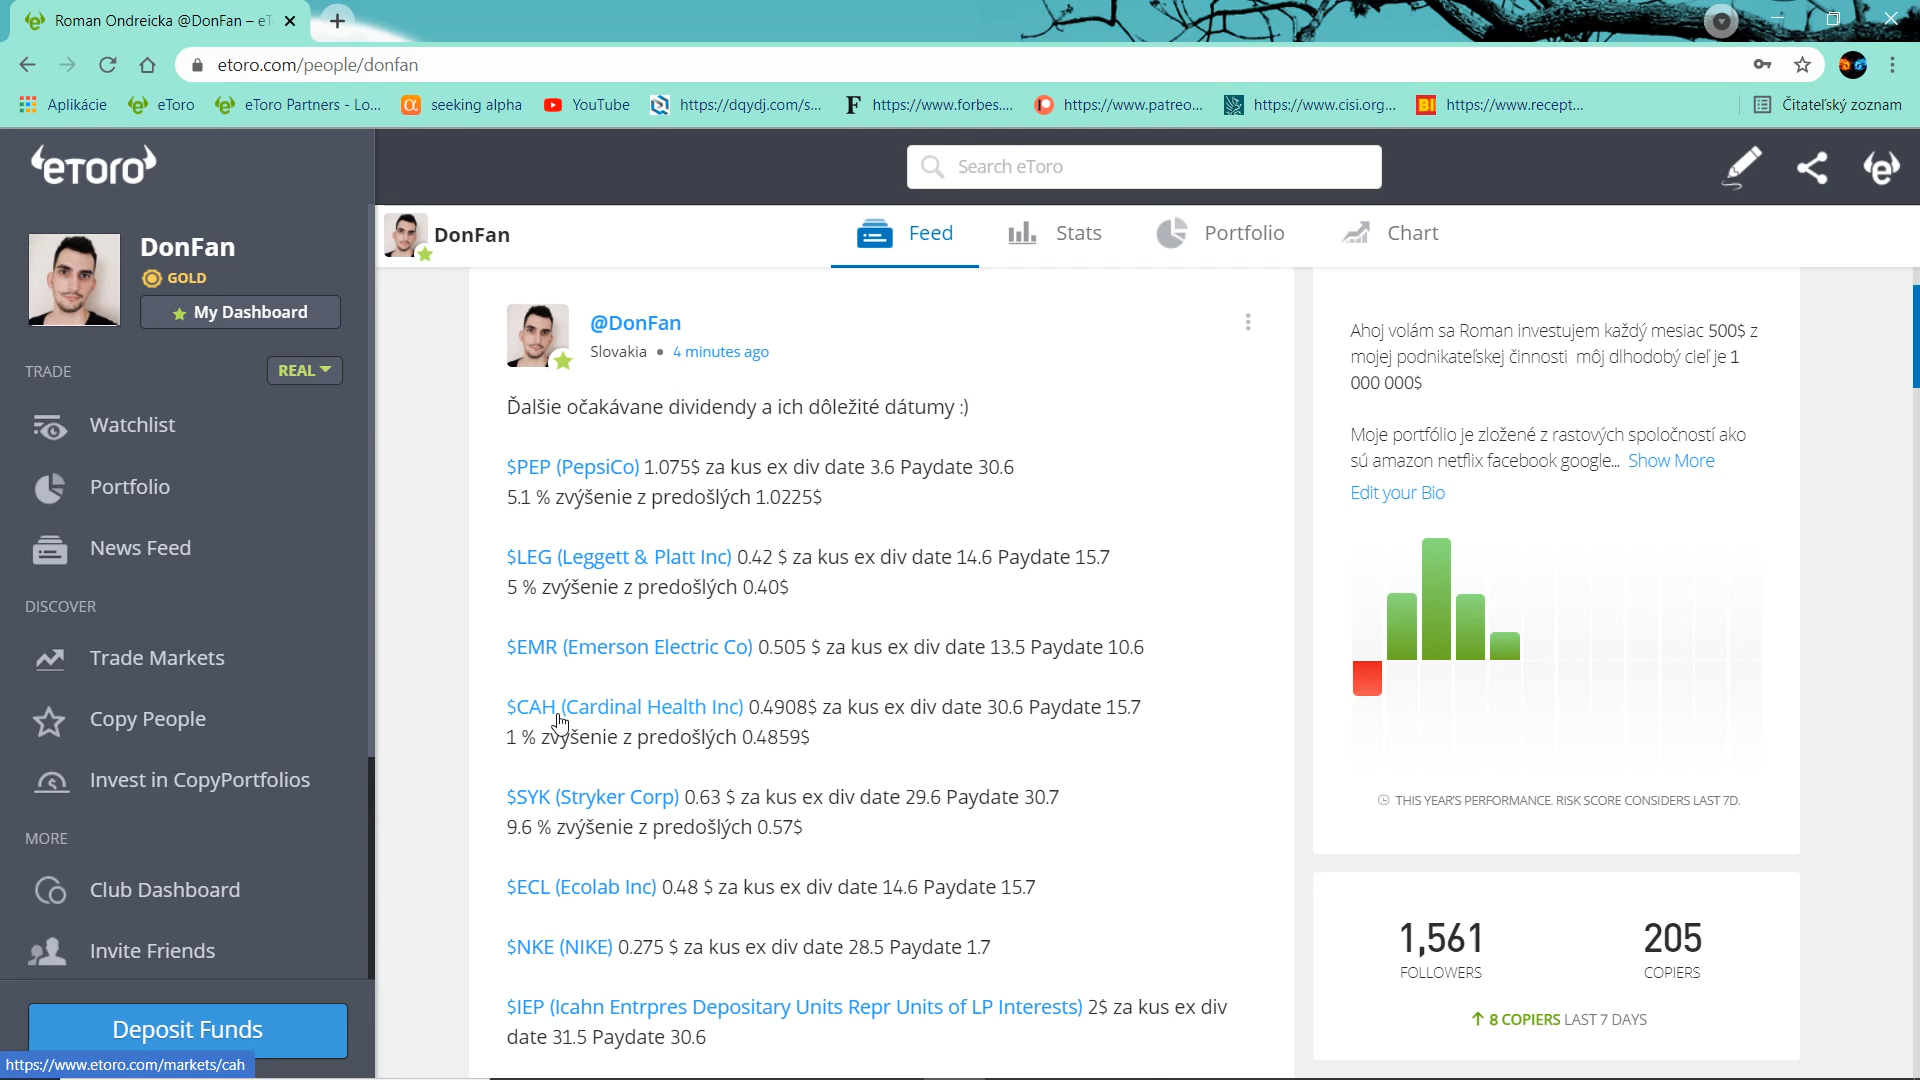 Roman Ondreicka @DonFan – eT
etoro.com/people/donfan
Aplikácie
eToro
eToro Partners - Lo...
seeking alpha
YouTube
https://dqydj.com/s...
https://www.forbes....
https://www.patreo...
https://www.cisi.org...
https://www.recept...
Čitateľský zoznam
eToro
Search eToro
DonFan
GOLD
My Dashboard
TRADE
REAL
Watchlist
Portfolio
News Feed
DISCOVER
Trade Markets
Copy People
Invest in CopyPortfolios
MORE
Club Dashboard
Invite Friends
Deposit Funds
https://www.etoro.com/markets/cah
DonFan
Feed
Stats
Portfolio
Chart
@DonFan
Slovakia • 4 minutes ago
Ďalšie očakávane dividendy a ich dôležité dátumy :)
$PEP (PepsiCo) 1.075$ za kus ex div date 3.6 Paydate 30.6
5.1 % zvýšenie z predošlých 1.0225$
$LEG (Leggett & Platt Inc) 0.42 $ za kus ex div date 14.6 Paydate 15.7
5 % zvýšenie z predošlých 0.40$
$EMR (Emerson Electric Co) 0.505 $ za kus ex div date 13.5 Paydate 10.6
$CAH (Cardinal Health Inc) 0.4908$ za kus ex div date 30.6 Paydate 15.7
1 % zvýšenie z predošlých 0.4859$
$SYK (Stryker Corp) 0.63 $ za kus ex div date 29.6 Paydate 30.7
9.6 % zvýšenie z predošlých 0.57$
$ECL (Ecolab Inc) 0.48 $ za kus ex div date 14.6 Paydate 15.7
$NKE (NIKE) 0.275 $ za kus ex div date 28.5 Paydate 1.7
$IEP (Icahn Entrpres Depositary Units Repr Units of LP Interests) 2$ za kus ex div
date 31.5 Paydate 30.6
Ahoj volám sa Roman investujem každý mesiac 500$ z
mojej podnikateľskej činnosti môj dlhodobý cieľ je 1
000 000$
Moje portfólio je zložené z rastových spoločností ako
sú amazon netflix facebook google... Show More
Edit your Bio
THIS YEAR'S PERFORMANCE. RISK SCORE CONSIDERS LAST 7D.
1,561
FOLLOWERS
205
COPIERS
8 COPIERS LAST 7 DAYS